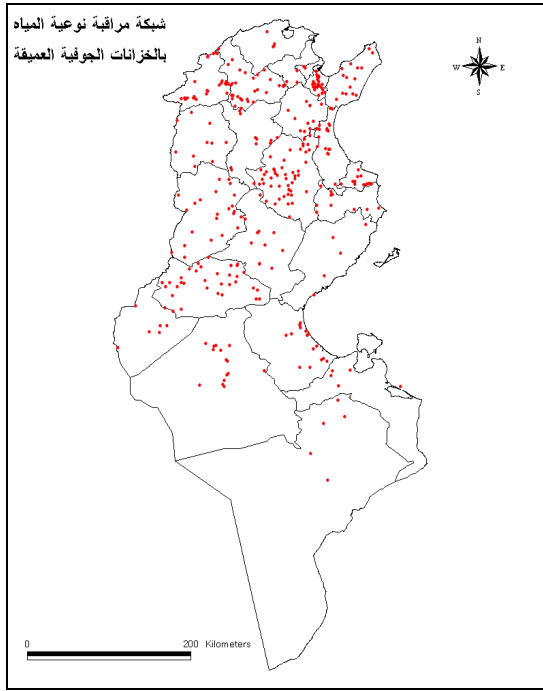 شبكة مراقبة نوعية المياه
بالخزانات الجوفية العميقة
N
W E
S
0 200 Kilometers